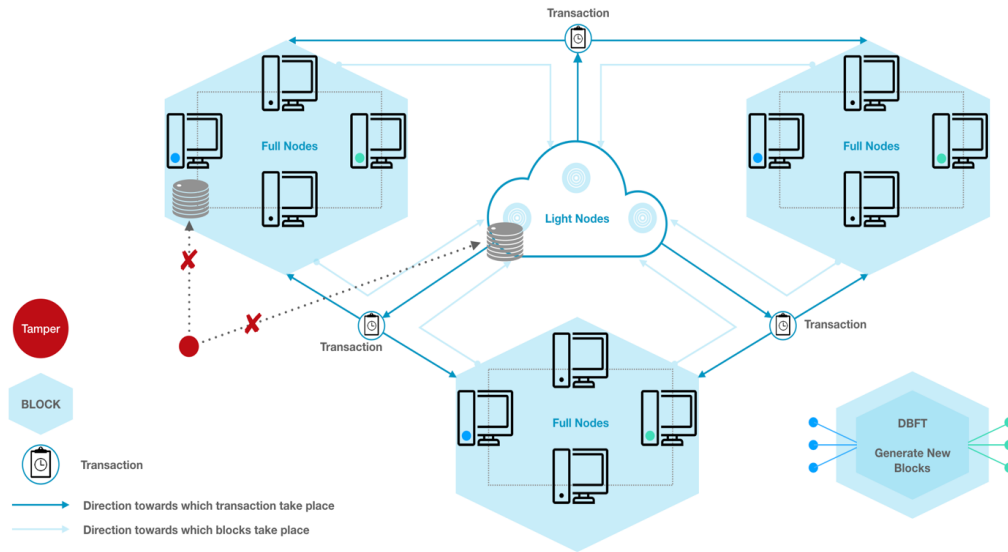 Transaction
Full Nodes
Full Nodes
Light Nodes
Tamper
Transaction
Transaction
BLOCK
Full Nodes
DBFT
Generate New
Blocks
Transaction
Direction towards which transaction take place
Direction towards which blocks take place